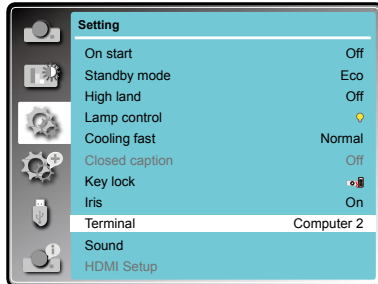 Setting
On start Off
Standby mode Eco
High land Off
Lamp control
Cooling fast Normal
Closed caption Off
Key lock
Iris On
Terminal Computer 2
Sound
HDMI Setup